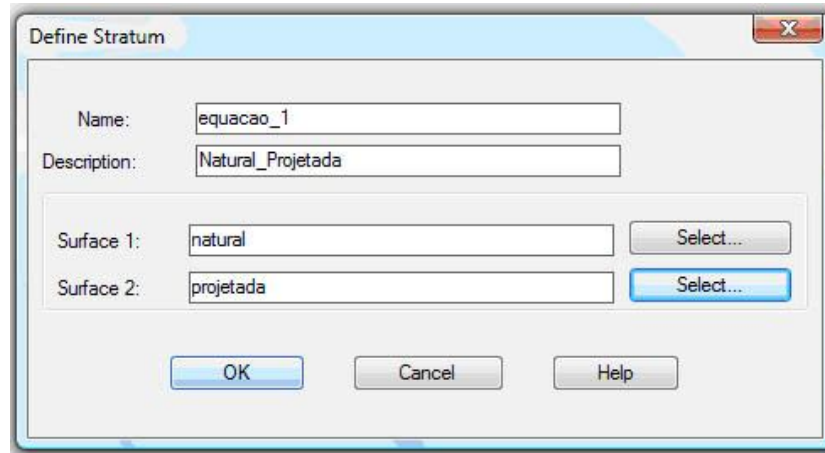 Define Stratum
Name: equacao_1
Description: Natural_Projetada
Surface 1: natural Select...
Surface 2: projetada Select...
OK Cancel Help